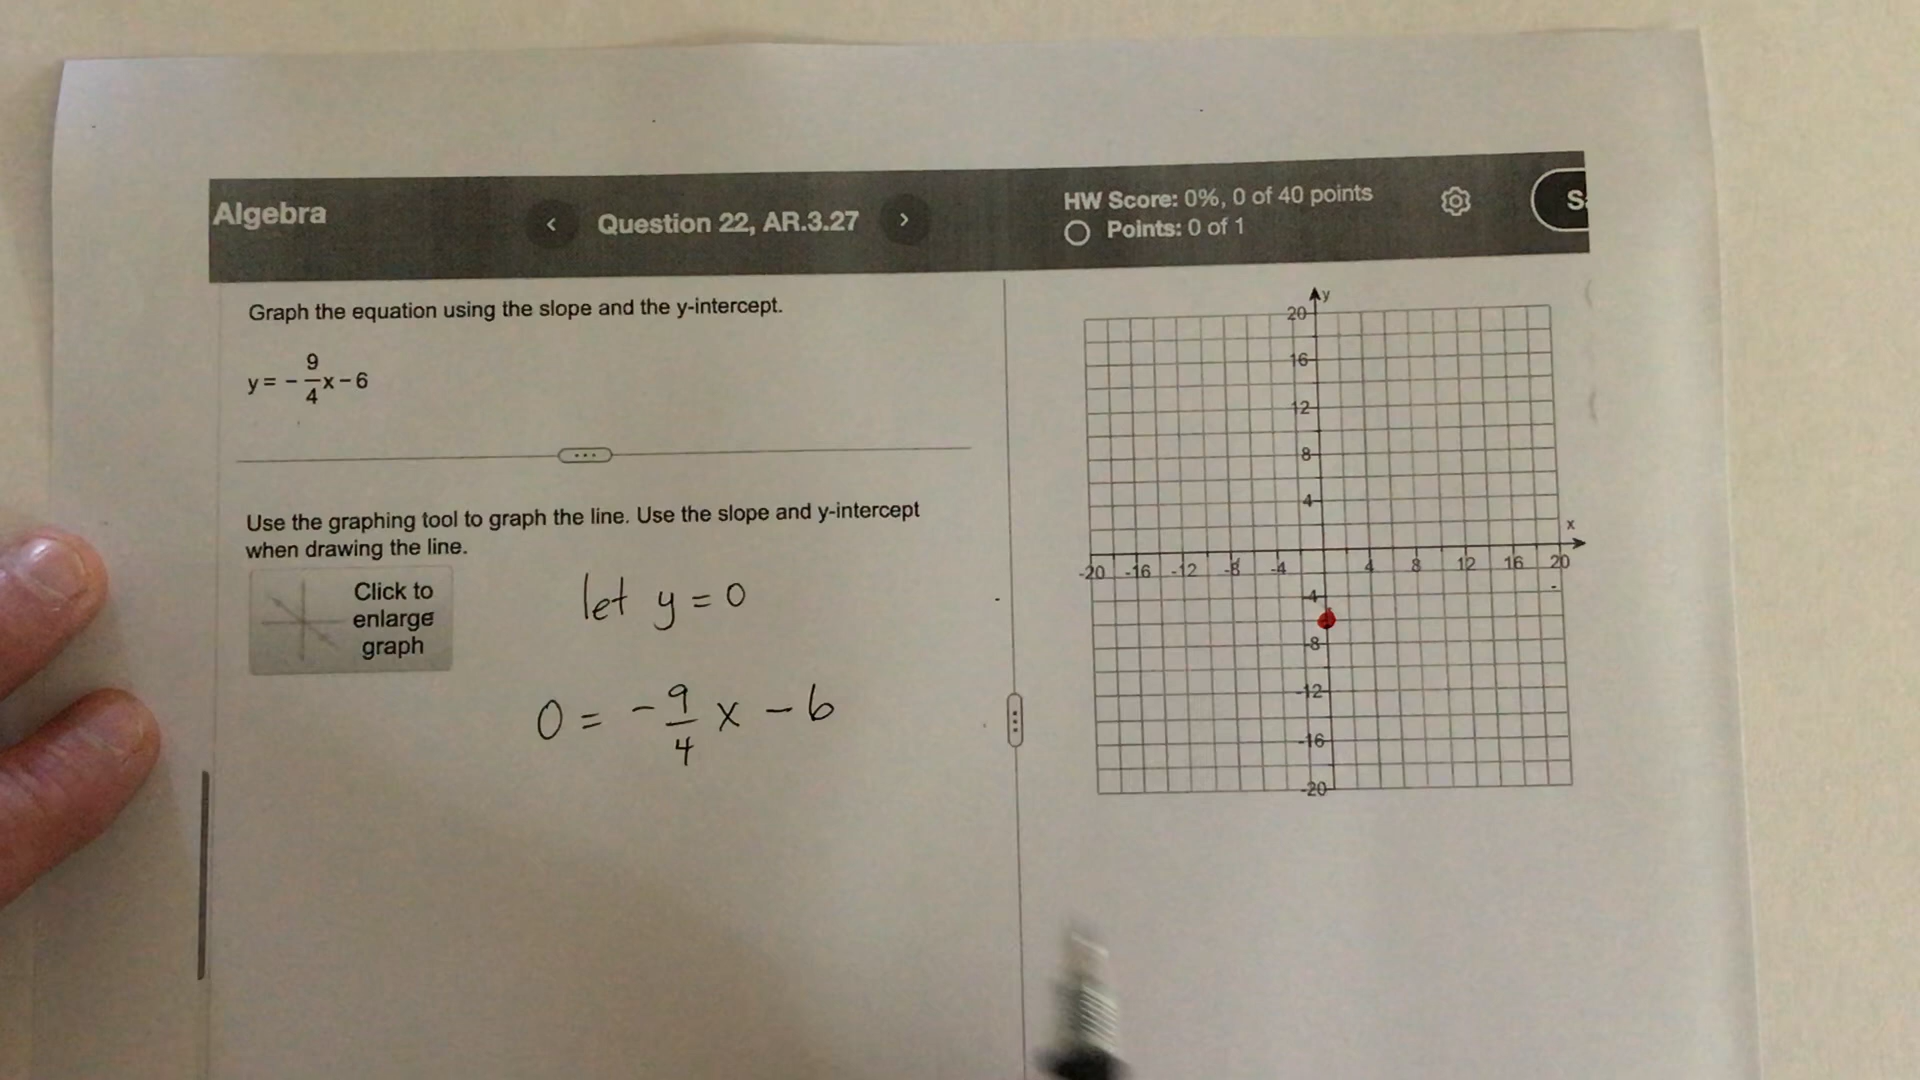 Algebra
< Question 22, AR.3.27 >
HW Score: 0%, 0 of 40 points
Points: 0 of 1
Graph the equation using the slope and the y-intercept.
y = - 9/4 x - 6
Use the graphing tool to graph the line. Use the slope and y-intercept
when drawing the line.
Click to
enlarge
graph
let y = 0
0 = - 9/4 x - 6
y
20
16
12
8
4
x
-20 -16 -12 -8 -4 4 8 12 16 20
-4
-8
-12
-16
-20